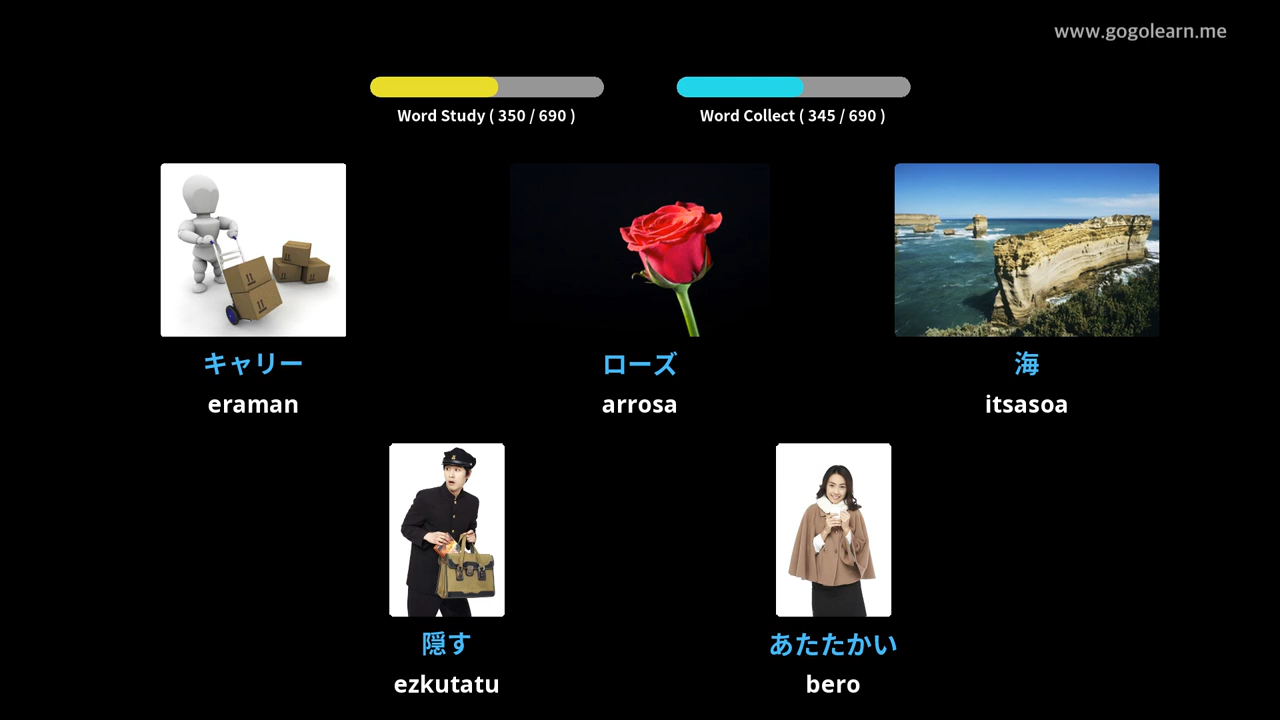 www.gogolearn.me
Word Study ( 350 / 690 )
Word Collect ( 345 / 690 )
キャリー
eraman
ローズ
arrosa
海
itsasoa
隠す
ezkutatu
あたたかい
bero